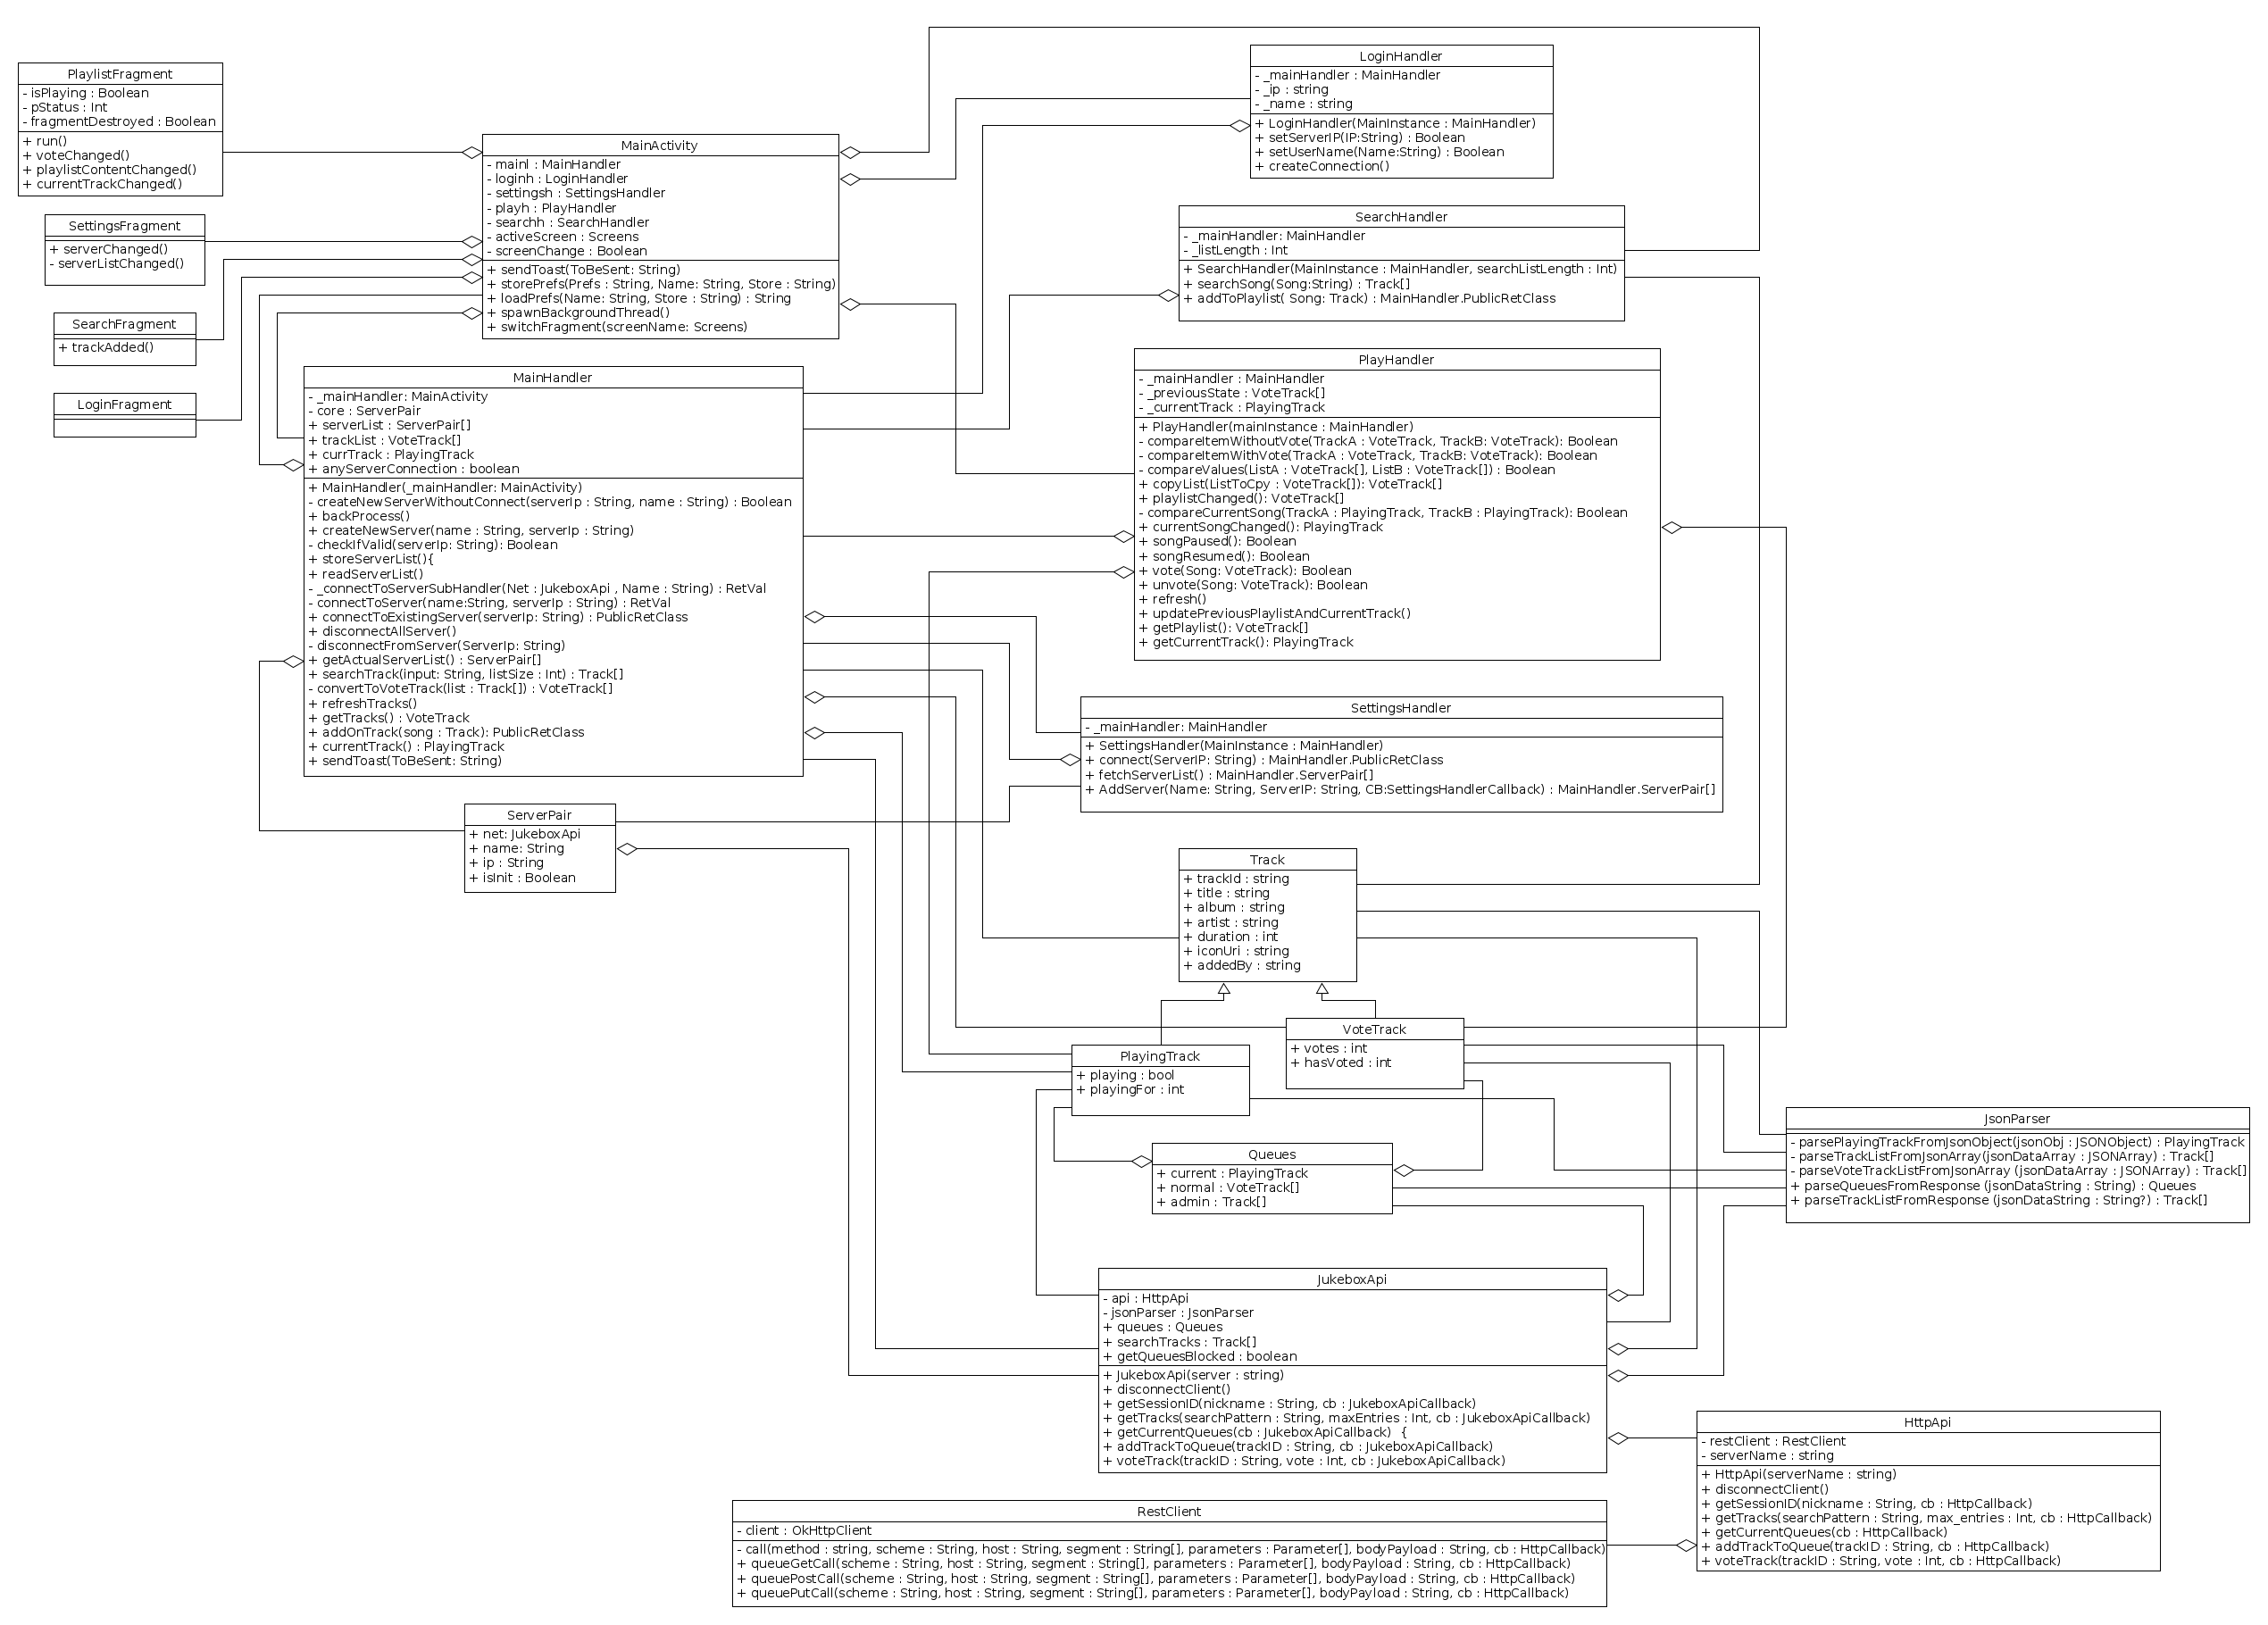 PlaylistFragment
- isPlaying : Boolean
- pStatus : Int
- fragmentDestroyed : Boolean
+ run()
+ voteChanged()
+ playlistContentChanged()
+ currentTrackChanged()
SettingsFragment
+ serverChanged()
- serverListChanged()
SearchFragment
+ trackAdded()
LoginFragment
MainActivity
- mainl : MainHandler
- loginh : LoginHandler
- settingsh : SettingsHandler
- playh : PlayHandler
- searchh : SearchHandler
- activeScreen : Screens
- screenChange : Boolean
+ sendToast(ToBeSent: String)
+ storePrefs(Prefs : String, Name: String, Store : String)
+ loadPrefs(Name: String, Store : String) : String
+ spawnBackgroundThread()
+ switchFragment(screenName: Screens)
LoginHandler
- _mainHandler : MainHandler
- _ip : string
- _name : string
+ LoginHandler(MainInstance : MainHandler)
+ setServerIP(IP:String) : Boolean
+ setUserName(Name:String) : Boolean
+ createConnection()
SearchHandler
- _mainHandler: MainHandler
- _listLength : Int
+ SearchHandler(MainInstance : MainHandler, searchListLength : Int)
+ searchSong(Song:String) : Track[]
+ addToPlaylist( Song: Track) : MainHandler.PublicRetClass
MainHandler
- _mainHandler: MainActivity
- core : ServerPair
+ serverList : ServerPair[]
+ trackList : VoteTrack[]
+ currTrack : PlayingTrack
+ anyServerConnection : boolean
+ MainHandler(_mainHandler: MainActivity)
- createNewServerWithoutConnect(serverIp : String, name : String) : Boolean
+ backProcess()
+ createNewServer(name : String, serverIp : String)
- checkIfValid(serverIp: String): Boolean
+ storeServerList(){
+ readServerList()
- _connectToServerSubHandler(Net : JukeboxApi , Name : String) : RetVal
- connectToServer(name:String, serverIp : String) : RetVal
+ connectToExistingServer(serverIp: String) : PublicRetClass
+ disconnectAllServer()
- disconnectFromServer(ServerIp: String)
+ getActualServerList() : ServerPair[]
+ searchTrack(input: String, listSize : Int) : Track[]
- convertToVoteTrack(list : Track[]) : VoteTrack[]
+ refreshTracks()
+ getTracks() : VoteTrack
+ addOnTrack(song : Track): PublicRetClass
+ currentTrack() : PlayingTrack
+ sendToast(ToBeSent: String)
PlayHandler
- _mainHandler : MainHandler
- _previousState : VoteTrack[]
- _currentTrack : PlayingTrack
+ PlayHandler(mainInstance : MainHandler)
- compareItemWithoutVote(TrackA : VoteTrack, TrackB: VoteTrack): Boolean
- compareItemWithVote(TrackA : VoteTrack, TrackB: VoteTrack): Boolean
- compareValues(ListA : VoteTrack[], ListB : VoteTrack[]) : Boolean
+ copyList(ListToCpy : VoteTrack[]): VoteTrack[]
+ playlistChanged(): VoteTrack[]
- compareCurrentSong(TrackA : PlayingTrack, TrackB : PlayingTrack): Boolean
+ currentSongChanged(): PlayingTrack
+ songPaused(): Boolean
+ songResumed(): Boolean
+ vote(Song: VoteTrack): Boolean
+ unvote(Song: VoteTrack): Boolean
+ refresh()
+ updatePreviousPlaylistAndCurrentTrack()
+ getPlaylist(): VoteTrack[]
+ getCurrentTrack(): PlayingTrack
SettingsHandler
- _mainHandler: MainHandler
+ SettingsHandler(MainInstance : MainHandler)
+ connect(ServerIP: String) : MainHandler.PublicRetClass
+ fetchServerList() : MainHandler.ServerPair[]
+ AddServer(Name: String, ServerIP: String, CB:SettingsHandlerCallback) : MainHandler.ServerPair[]
ServerPair
+ net: JukeboxApi
+ name: String
+ ip : String
+ isInit : Boolean
Track
+ trackId : string
+ title : string
+ album : string
+ artist : string
+ duration : int
+ iconUri : string
+ addedBy : string
VoteTrack
+ votes : int
+ hasVoted : int
PlayingTrack
+ playing : bool
+ playingFor : int
Queues
+ current : PlayingTrack
+ normal : VoteTrack[]
+ admin : Track[]
JsonParser
- parsePlayingTrackFromJsonObject(jsonObj : JSONObject) : PlayingTrack
- parseTrackListFromJsonArray(jsonDataArray : JSONArray) : Track[]
- parseVoteTrackListFromJsonArray (jsonDataArray : JSONArray) : Track[]
+ parseQueuesFromResponse (jsonDataString : String) : Queues
+ parseTrackListFromResponse (jsonDataString : String?) : Track[]
JukeboxApi
- api : HttpApi
- jsonParser : JsonParser
+ queues : Queues
+ searchTracks : Track[]
+ getQueuesBlocked : boolean
+ JukeboxApi(server : string)
+ disconnectClient()
+ getSessionID(nickname : String, cb : JukeboxApiCallback)
+ getTracks(searchPattern : String, maxEntries : Int, cb : JukeboxApiCallback)
+ getCurrentQueues(cb : JukeboxApiCallback) {
+ addTrackToQueue(trackID : String, cb : JukeboxApiCallback)
+ voteTrack(trackID : String, vote : Int, cb : JukeboxApiCallback)
HttpApi
- restClient : RestClient
- serverName : string
+ HttpApi(serverName : string)
+ disconnectClient()
+ getSessionID(nickname : String, cb : HttpCallback)
+ getTracks(searchPattern : String, max_entries : Int, cb : HttpCallback)
+ getCurrentQueues(cb : HttpCallback)
+ addTrackToQueue(trackID : String, cb : HttpCallback)
+ voteTrack(trackID : String, vote : Int, cb : HttpCallback)
RestClient
- client : OkHttpClient
- call(method : string, scheme : String, host : String, segment : String[], parameters : Parameter[], bodyPayload : String, cb : HttpCallback)
+ queueGetCall(scheme : String, host : String, segment : String[], parameters : Parameter[], bodyPayload : String, cb : HttpCallback)
+ queuePostCall(scheme : String, host : String, segment : String[], parameters : Parameter[], bodyPayload : String, cb : HttpCallback)
+ queuePutCall(scheme : String, host : String, segment : String[], parameters : Parameter[], bodyPayload : String, cb : HttpCallback)